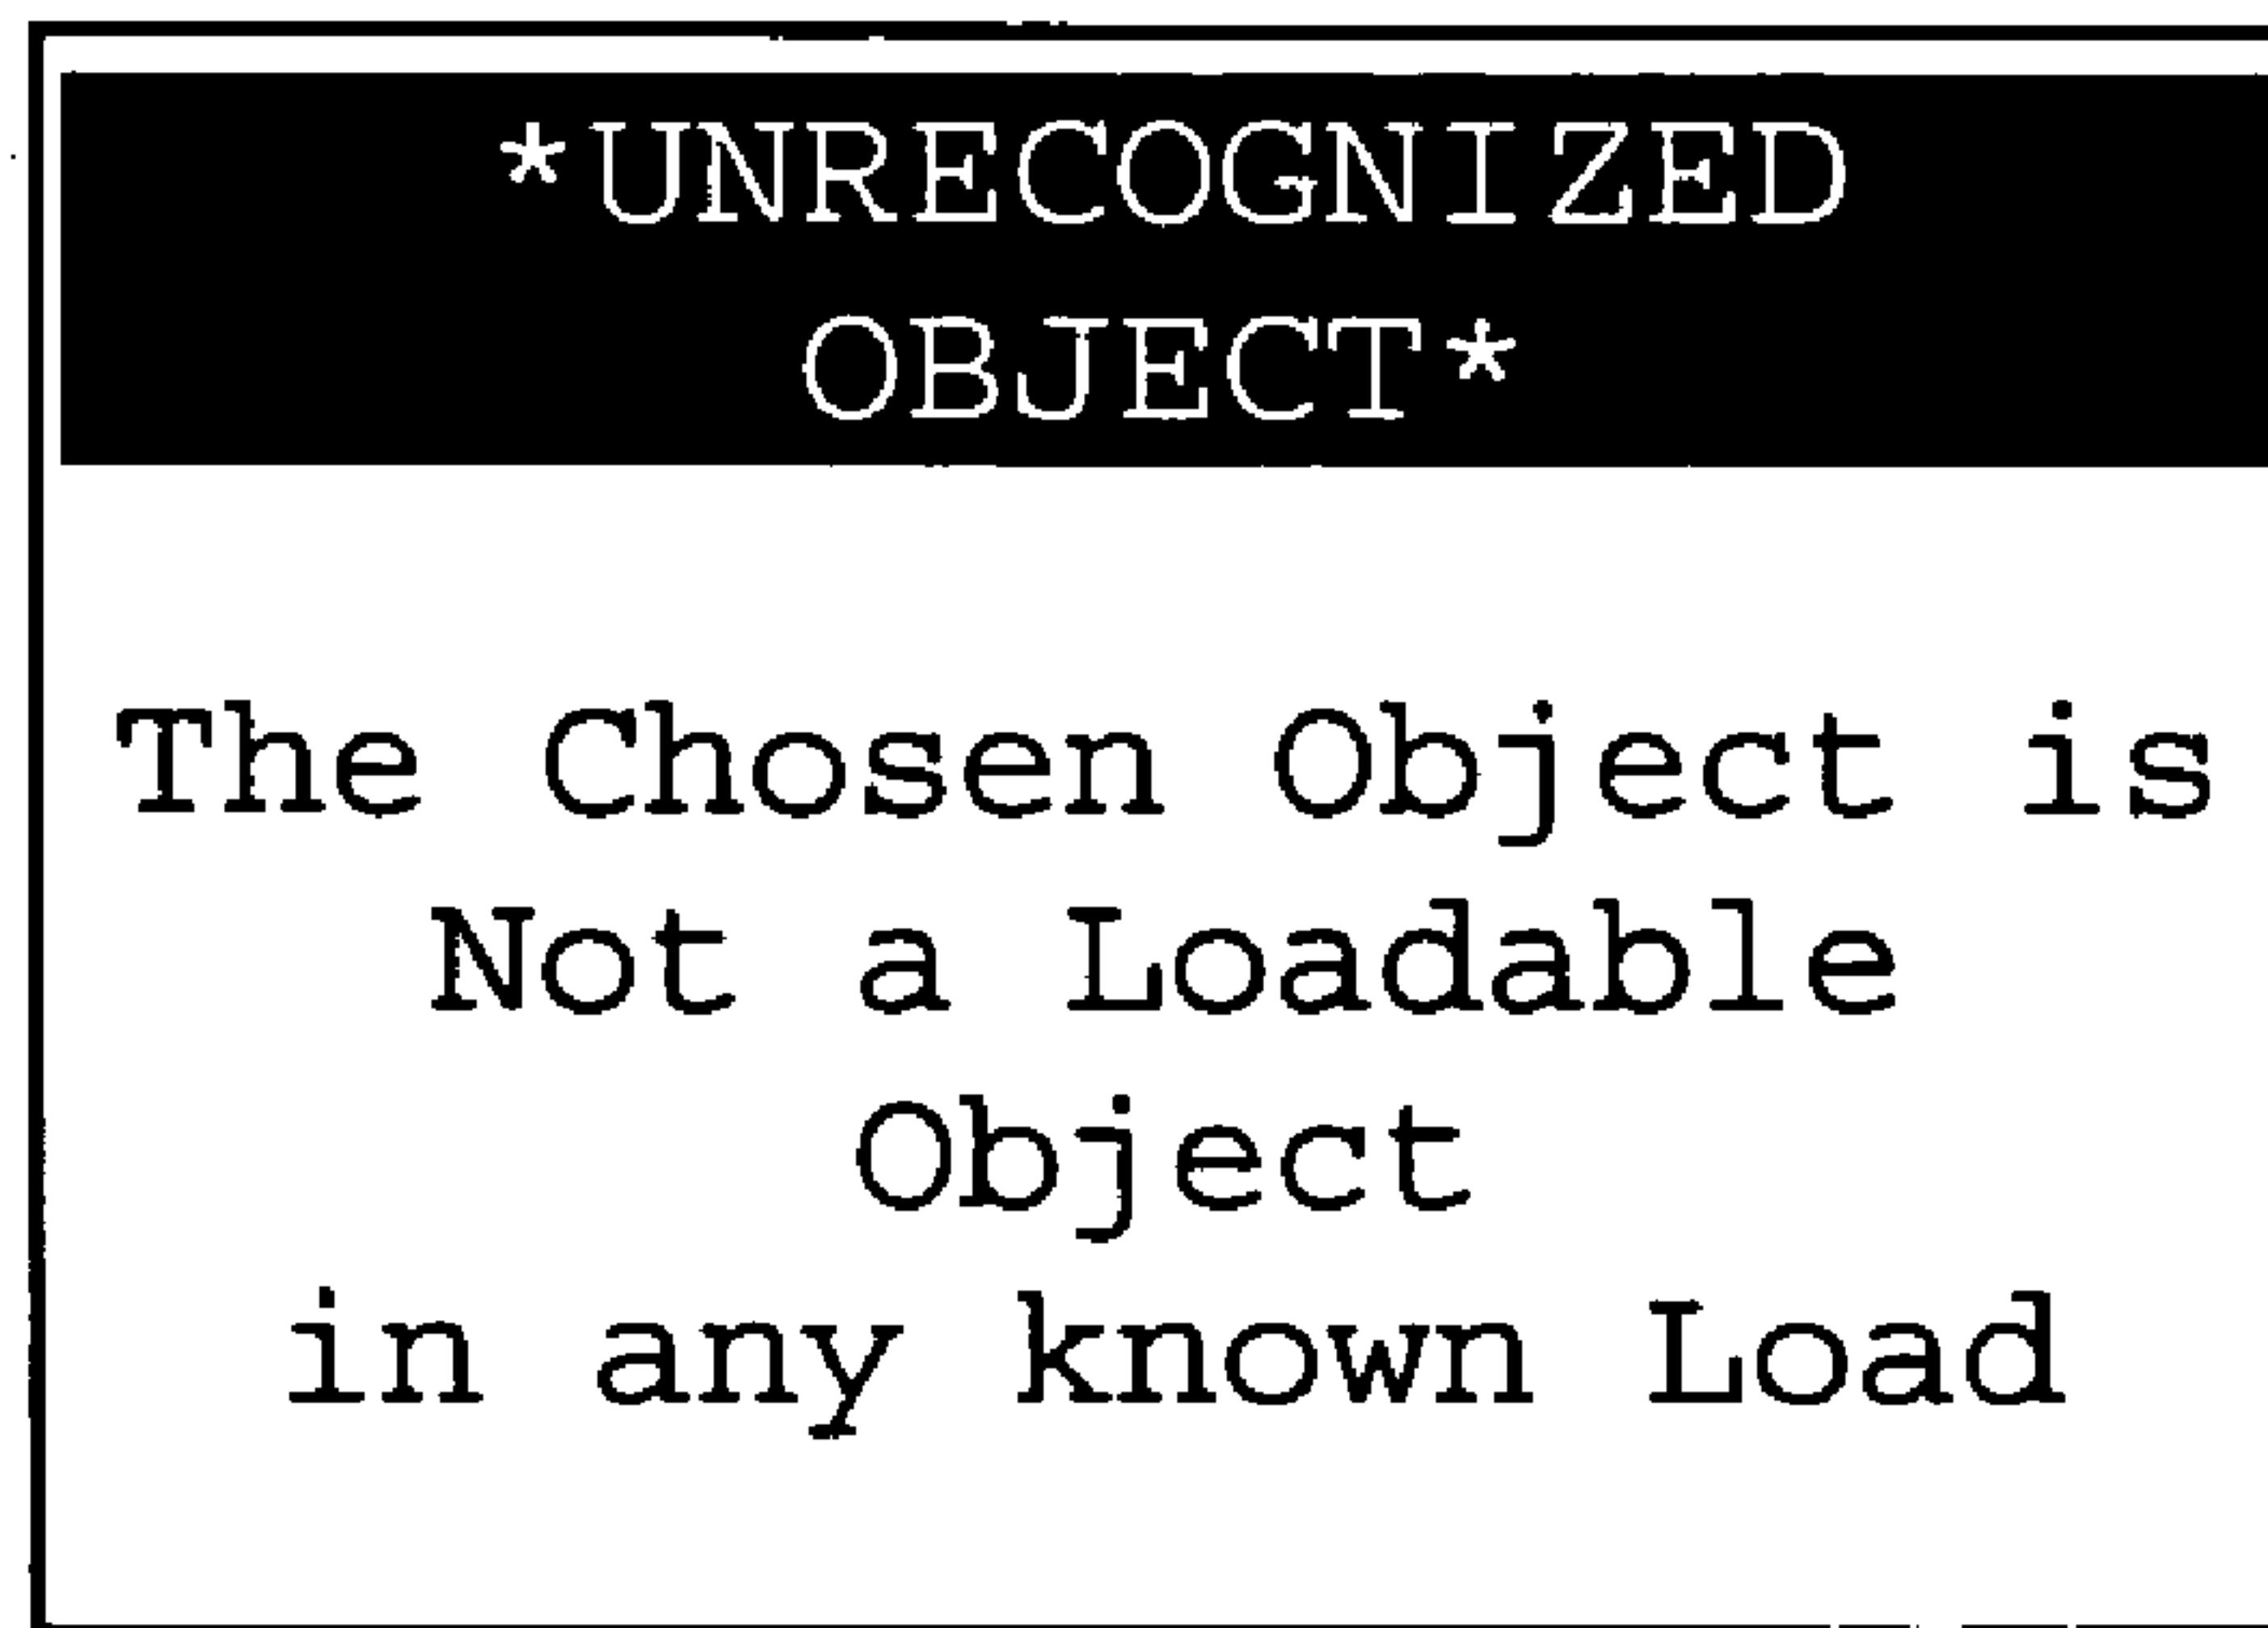 *UNRECOGNIZED
OBJECT*
The Chosen Object is
Not a Loadable
Object
in any known Load